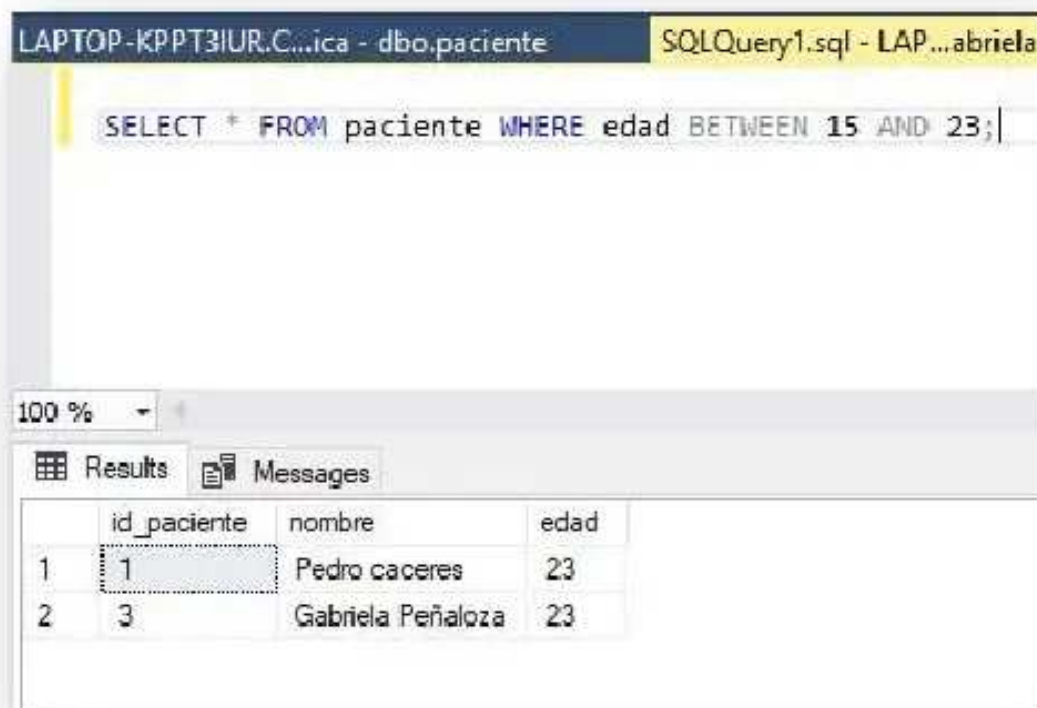 LAPTOP-KPPT3IUR.C...ica - dbo.paciente SQLQuery1.sql - LAP...abriela
SELECT * FROM paciente WHERE edad BETWEEN 15 AND 23;
100 %
Results Messages
id_paciente nombre edad
1 1 Pedro caceres 23
2 3 Gabriela Peñaloza 23